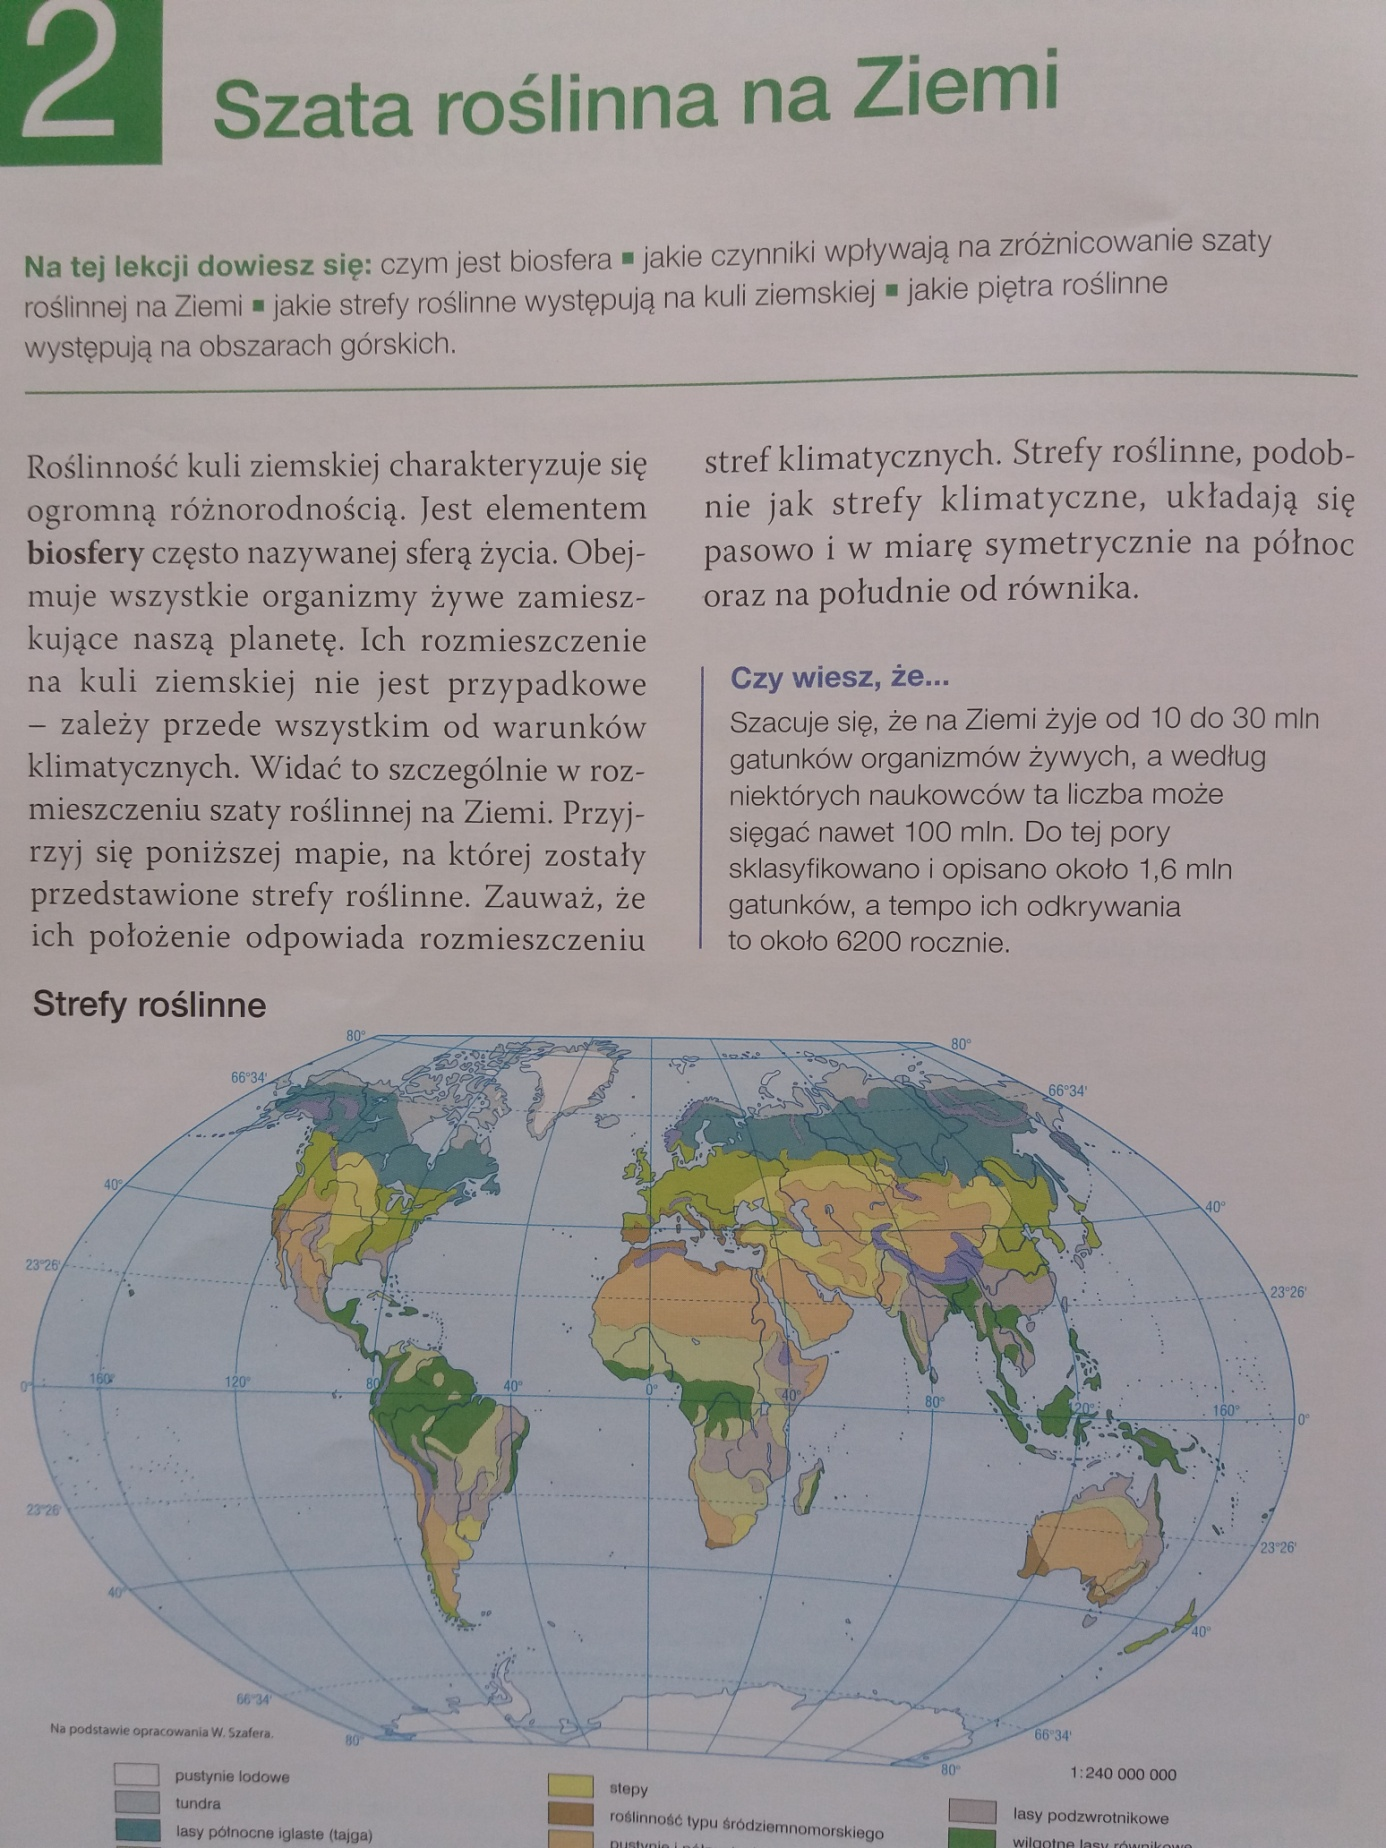 2
Szata roślinna na Ziemi
Na tej lekcji dowiesz się: czym jest biosfera ▪ jakie czynniki wpływają na zróżnicowanie szaty
roślinnej na Ziemi ▪ jakie strefy roślinne występują na kuli ziemskiej ▪ jakie piętra roślinne
występują na obszarach górskich.
Roślinność kuli ziemskiej charakteryzuje się
ogromną różnorodnością. Jest elementem
biosfery często nazywanej sferą życia. Obej-
muje wszystkie organizmy żywe zamiesz-
kujące naszą planetę. Ich rozmieszczenie
na kuli ziemskiej nie jest przypadkowe
– zależy przede wszystkim od warunków
klimatycznych. Widać to szczególnie w roz-
mieszczeniu szaty roślinnej na Ziemi. Przyj-
rzyj się poniższej mapie, na której zostały
przedstawione strefy roślinne. Zauważ, że
ich położenie odpowiada rozmieszczeniu
stref klimatycznych. Strefy roślinne, podob-
nie jak strefy klimatyczne, układają się
pasowo i w miarę symetrycznie na północ
oraz na południe od równika.
Czy wiesz, że...
Szacuje się, że na Ziemi żyje od 10 do 30 mln
gatunków organizmów żywych, a według
niektórych naukowców ta liczba może
sięgać nawet 100 mln. Do tej pory
sklasyfikowano i opisano około 1,6 mln
gatunków, a tempo ich odkrywania
to około 6200 rocznie.
Strefy roślinne
80° 80°
66°34' 66°34'
40° 40°
23°26' 23°26'
0° 160° 120° 80° 40° 0° 40° 80° 120° 160° 0°
23°26' 23°26'
40° 40°
66°34' 66°34'
80° 80°
Na podstawie opracowania W. Szafera.
1:240 000 000
pustynie lodowe
tundra
lasy północne iglaste (tajga)
stepy
roślinność typu śródziemnomorskiego
pustynie i
lasy podzwrotnikowe
wilgotne lasy równikowe